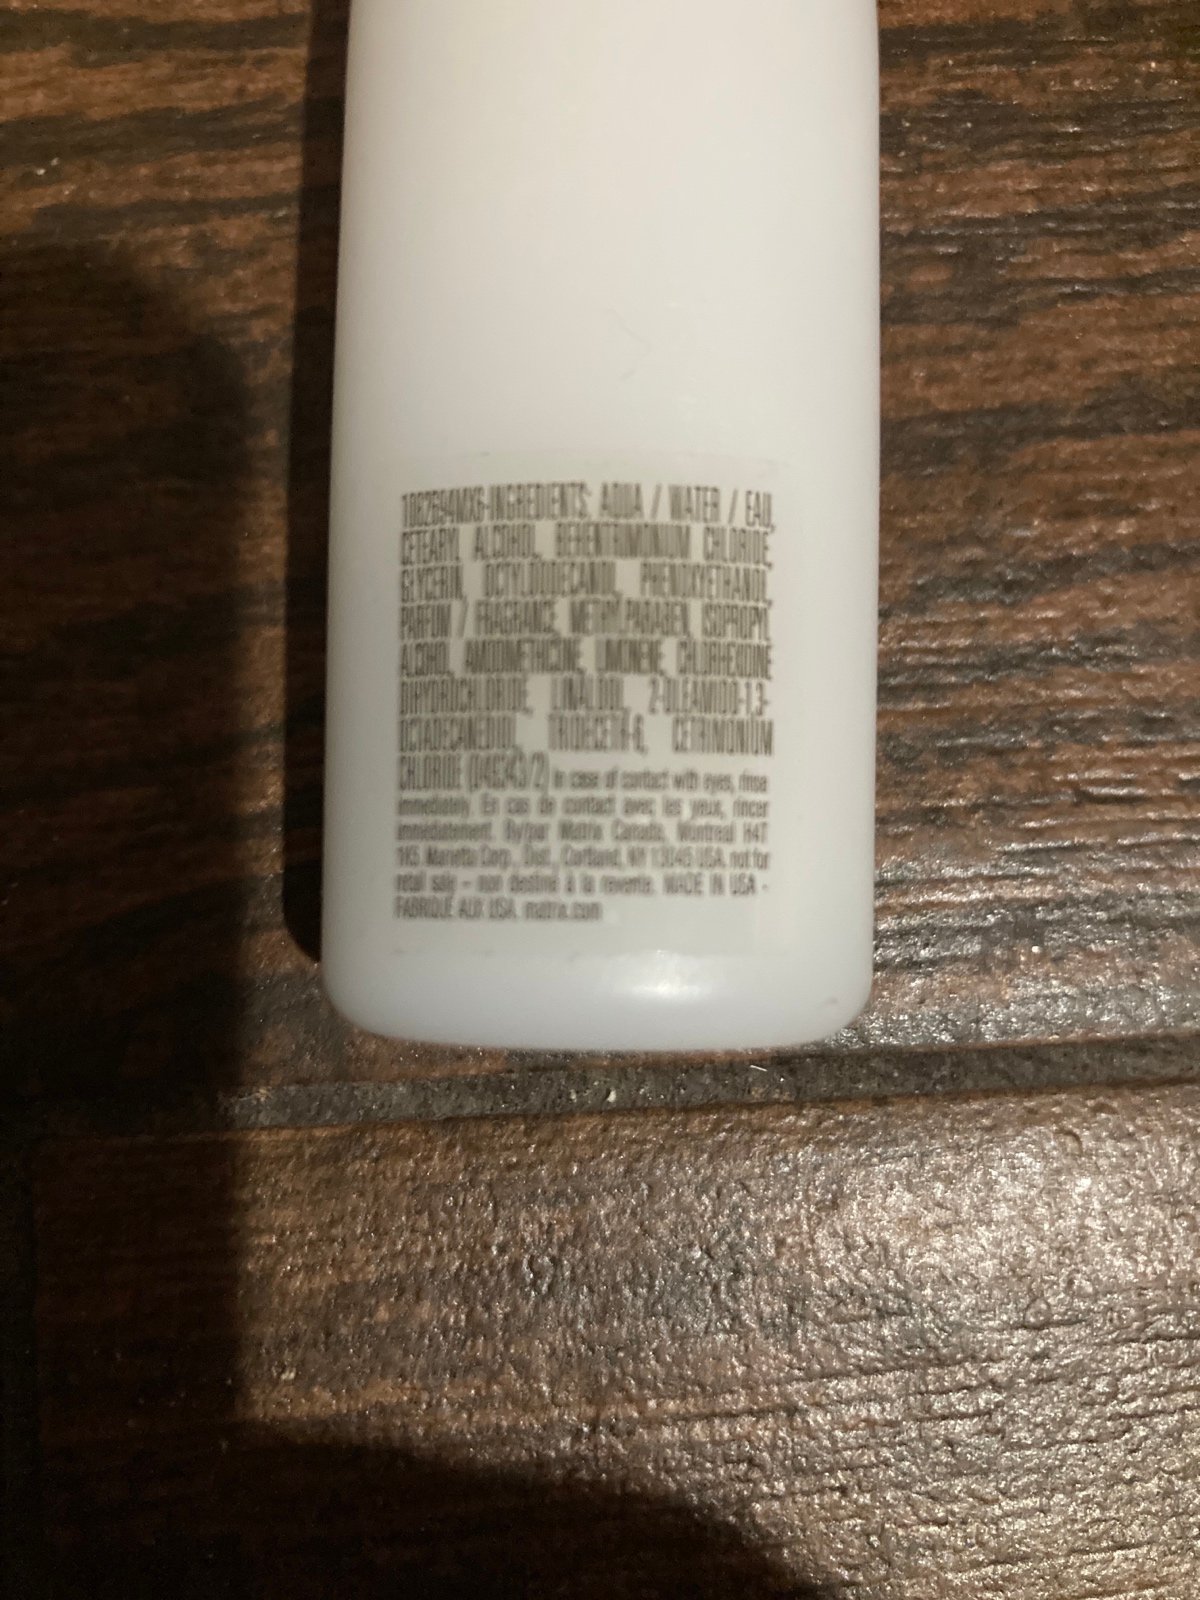 INGREDIENTS: AQUA / WATER / EAU,
CETEARYL ALCOHOL, BEHENTRIMONIUM CHLORIDE,
GLYCERIN, OCTYLDODECANOL, PHENOXYETHANOL,
PARFUM / FRAGRANCE, METHYLPARABEN, ISOPROPYL
ALCOHOL, AMODIMETHICONE, LIMONENE, CHLORHEXIDINE
DIHYDROCHLORIDE, LINALOOL, 2-OLEAMIDO-1,3-
OCTADECANEDIOL, TRIDECETH-6, CETRIMONIUM
CHLORIDE In case of contact with eyes, rinse
immediately. En cas de contact avec les yeux, rincer
immédiatement. By/par Matrix Canada, Montreal H4T
1K5. Marietta Corp., Dist., Cortland, NY 13045 USA. not for
retail sale – non destiné à la revente. MADE IN USA -
FABRIQUÉ AUX USA. matrix.com